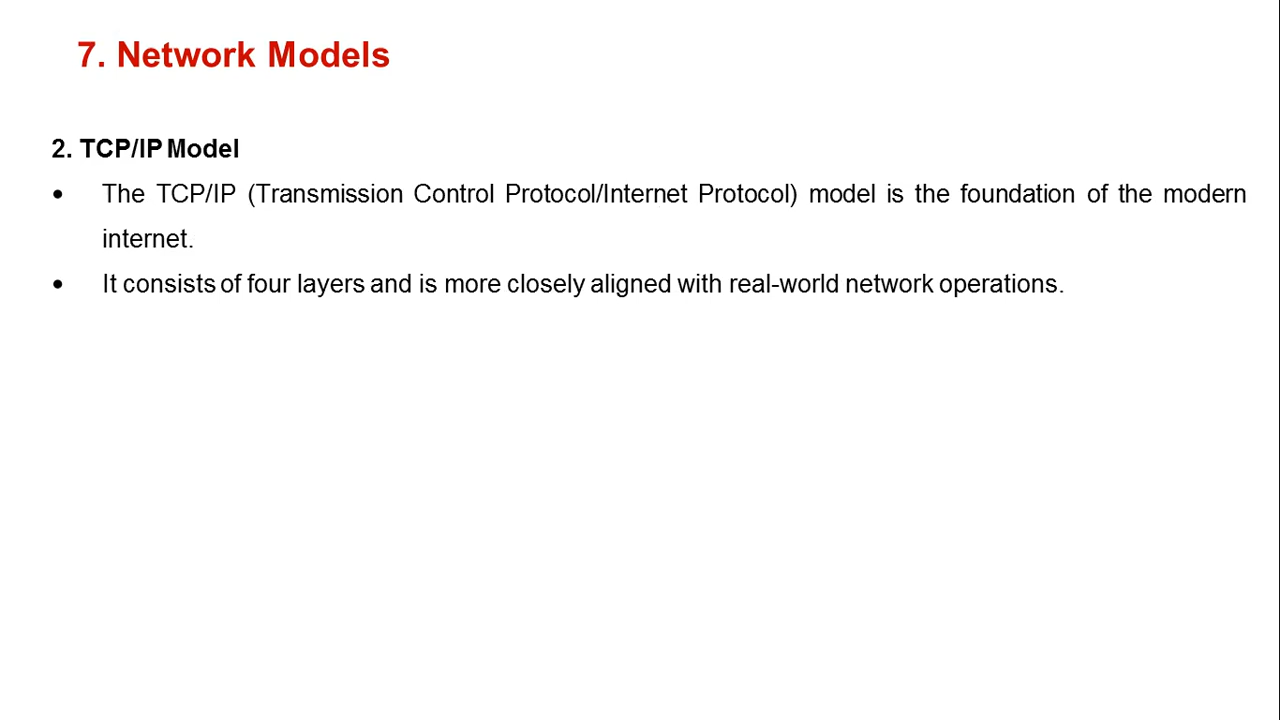 7. Network Models
2. TCP/IP Model
• The TCP/IP (Transmission Control Protocol/Internet Protocol) model is the foundation of the modern
internet.
• It consists of four layers and is more closely aligned with real-world network operations.